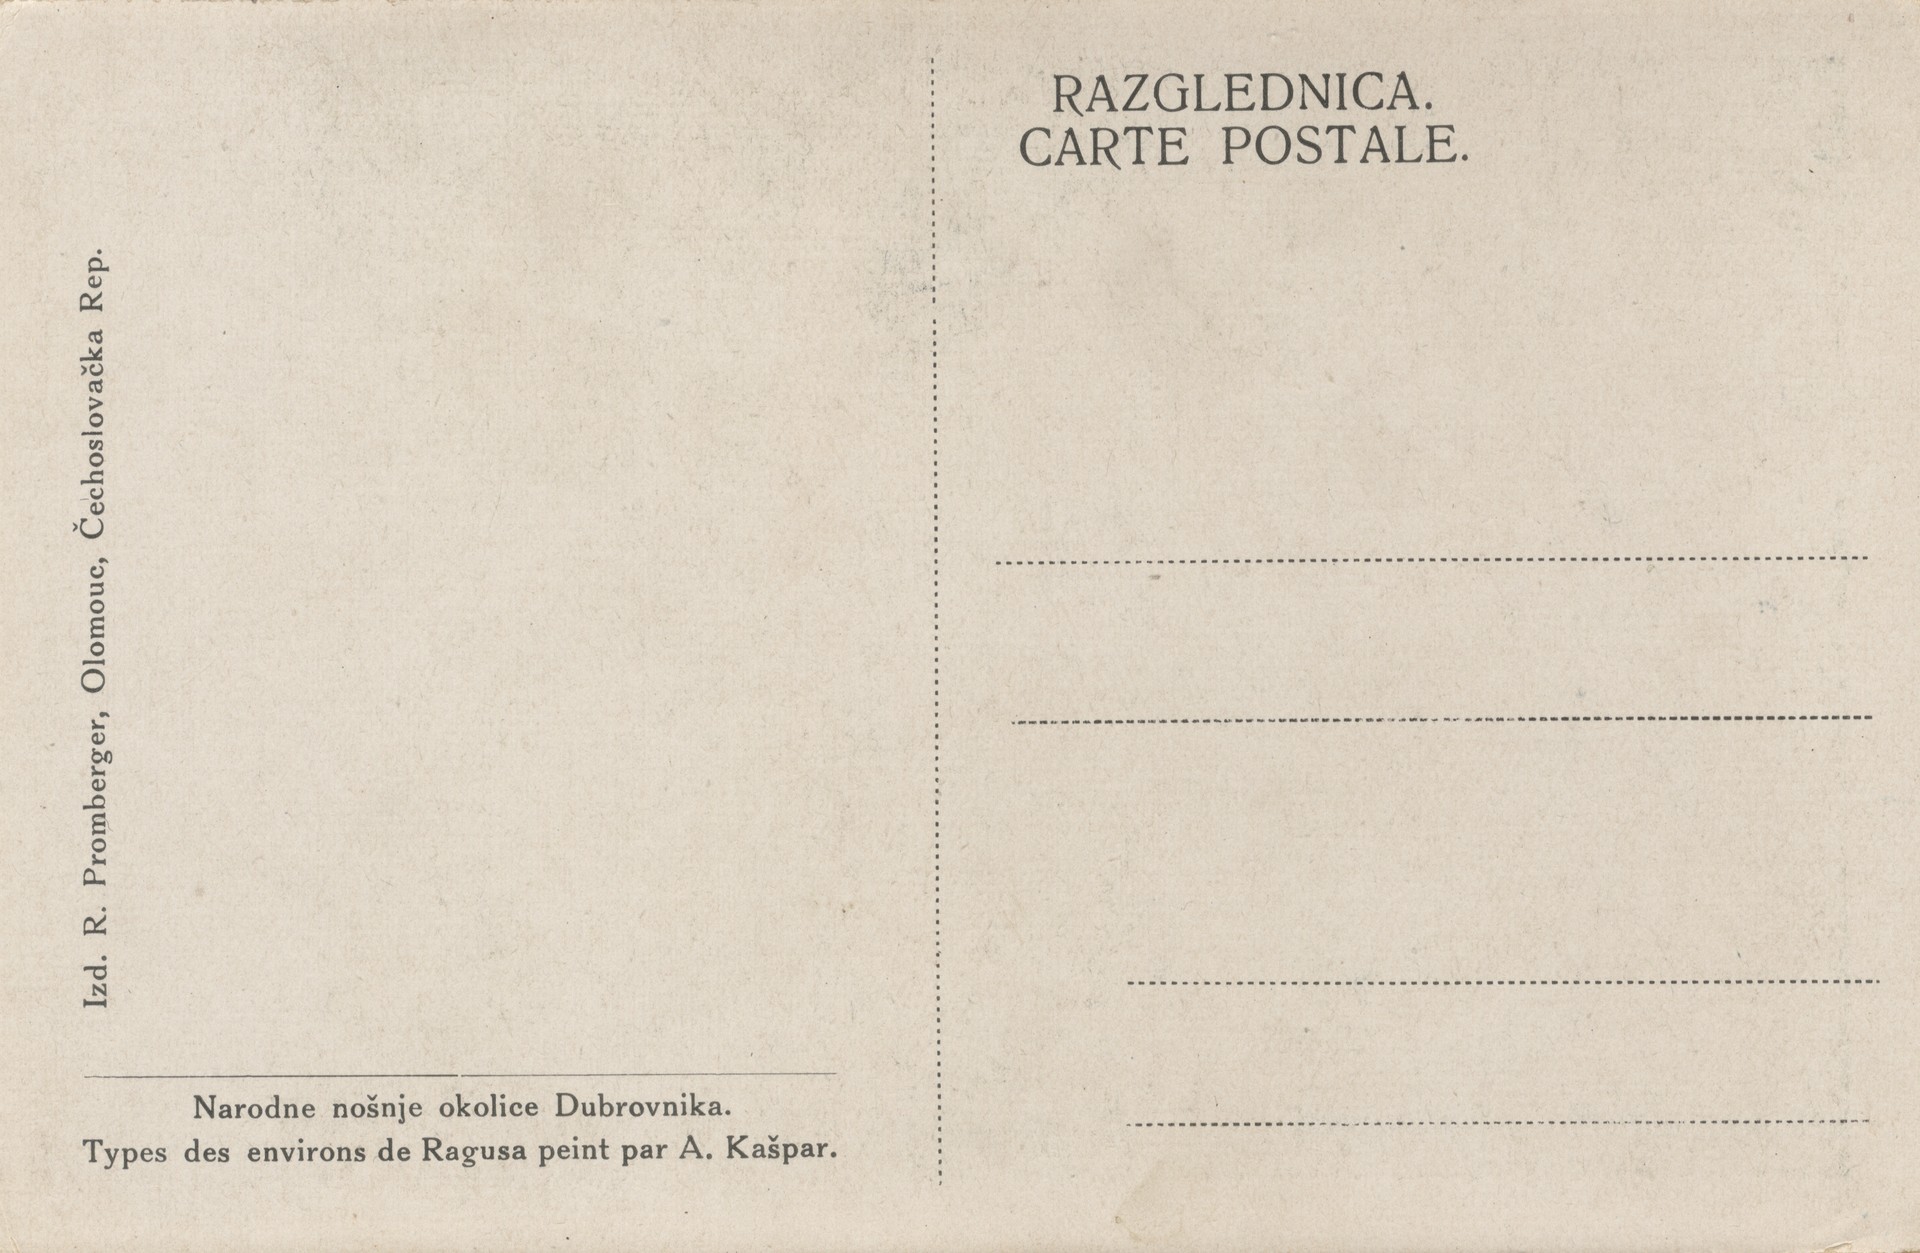 RAZGLEDNICA.
CARTE POSTALE.
Izd. R. Promberger, Olomouc, Čechoslovačka Rep.
Narodne nošnje okolice Dubrovnika.
Types des environs de Ragusa peint par A. Kašpar.